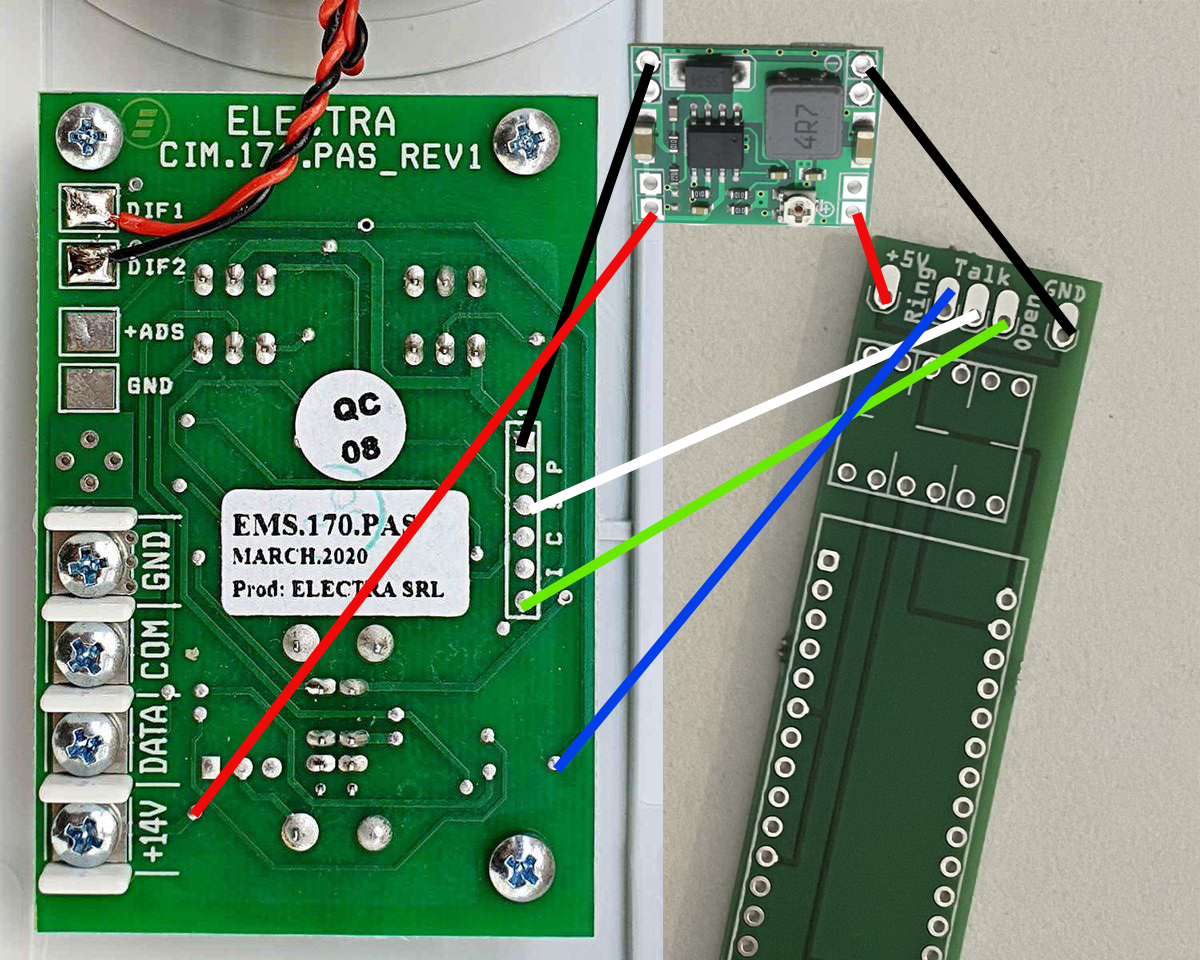 ELECTRA
CIM.17 .PAS_REV1
DIF1
DIF2
+ADS
GND
QC
08
EMS.170.PAS
MARCH.2020
Prod: ELECTRA SRL
1
P
C
I
GND
COM
DATA
+14V
4R7
+5V
Ring
Talk
Open
GND